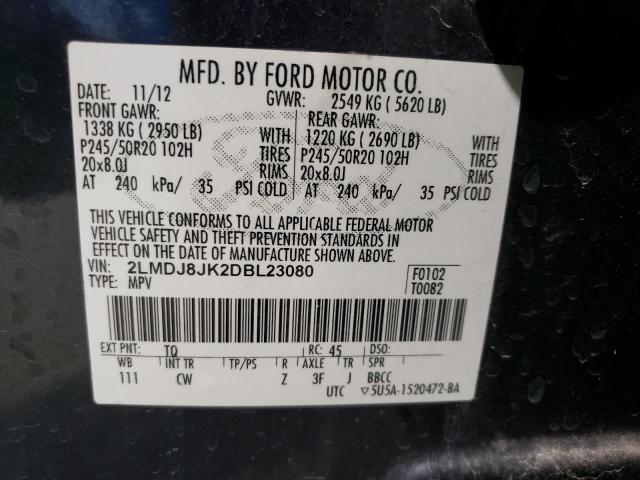 MFD. BY FORD MOTOR CO.
DATE: 11/12 GVWR: 2549 KG ( 5620 LB)
FRONT GAWR: REAR GAWR:
1338 KG ( 2950 LB) WITH 1220 KG ( 2690 LB) WITH
P245/50R20 102H TIRES P245/50R20 102H TIRES
20x8.0J RIMS 20x8.0J RIMS
AT 240 kPa/ 35 PSI COLD AT 240 kPa/ 35 PSI COLD
Ford
THIS VEHICLE CONFORMS TO ALL APPLICABLE FEDERAL MOTOR
VEHICLE SAFETY AND THEFT PREVENTION STANDARDS IN
EFFECT ON THE DATE OF MANUFACTURE SHOWN ABOVE.
VIN: 2LMDJ8JK2DBL23080 F0102
TYPE: MPV T0082
EXT PNT: TQ RC: 45 DSO:
WB INT TR TP/PS R AXLE TR SPR
111 CW Z 3F J BBCC
UTC ▽5U5A-1520472-BA